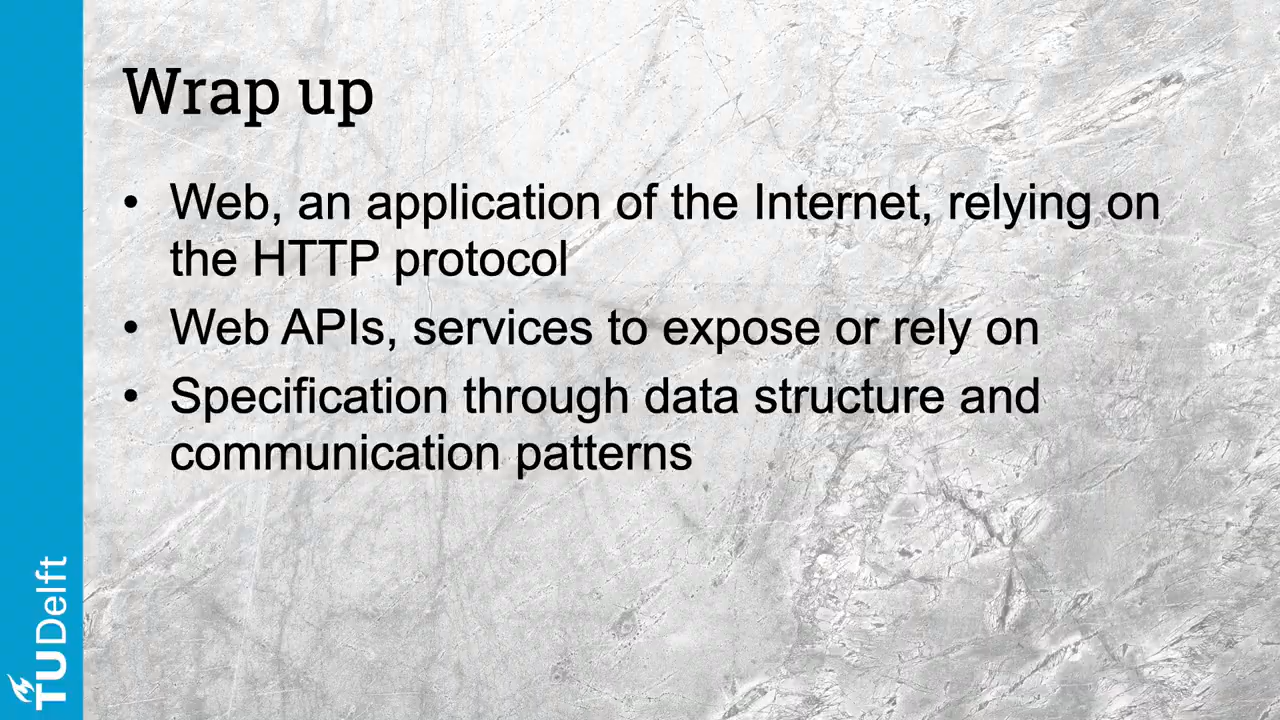 Wrap up
• Web, an application of the Internet, relying on
the HTTP protocol
• Web APIs, services to expose or rely on
• Specification through data structure and
communication patterns
TUDelft